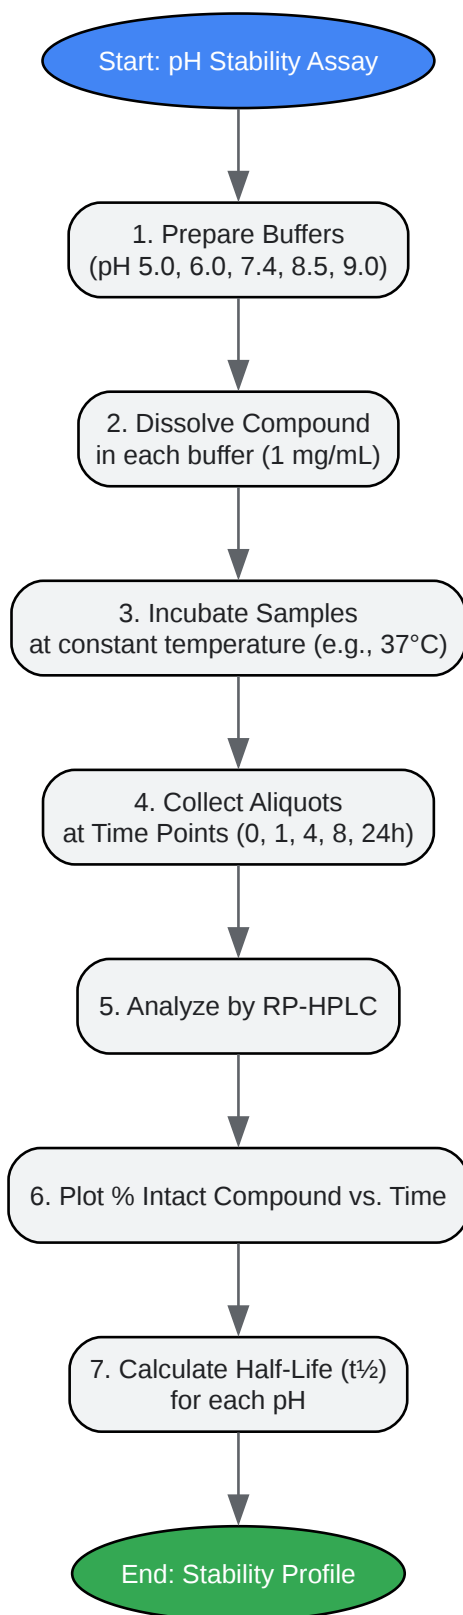 Start: pH Stability Assay
1. Prepare Buffers
(pH 5.0, 6.0, 7.4, 8.5, 9.0)
2. Dissolve Compound
in each buffer (1 mg/mL)
3. Incubate Samples
at constant temperature (e.g., 37°C)
4. Collect Aliquots
at Time Points (0, 1, 4, 8, 24h)
5. Analyze by RP-HPLC
6. Plot % Intact Compound vs. Time
7. Calculate Half-Life (t½)
for each pH
End: Stability Profile